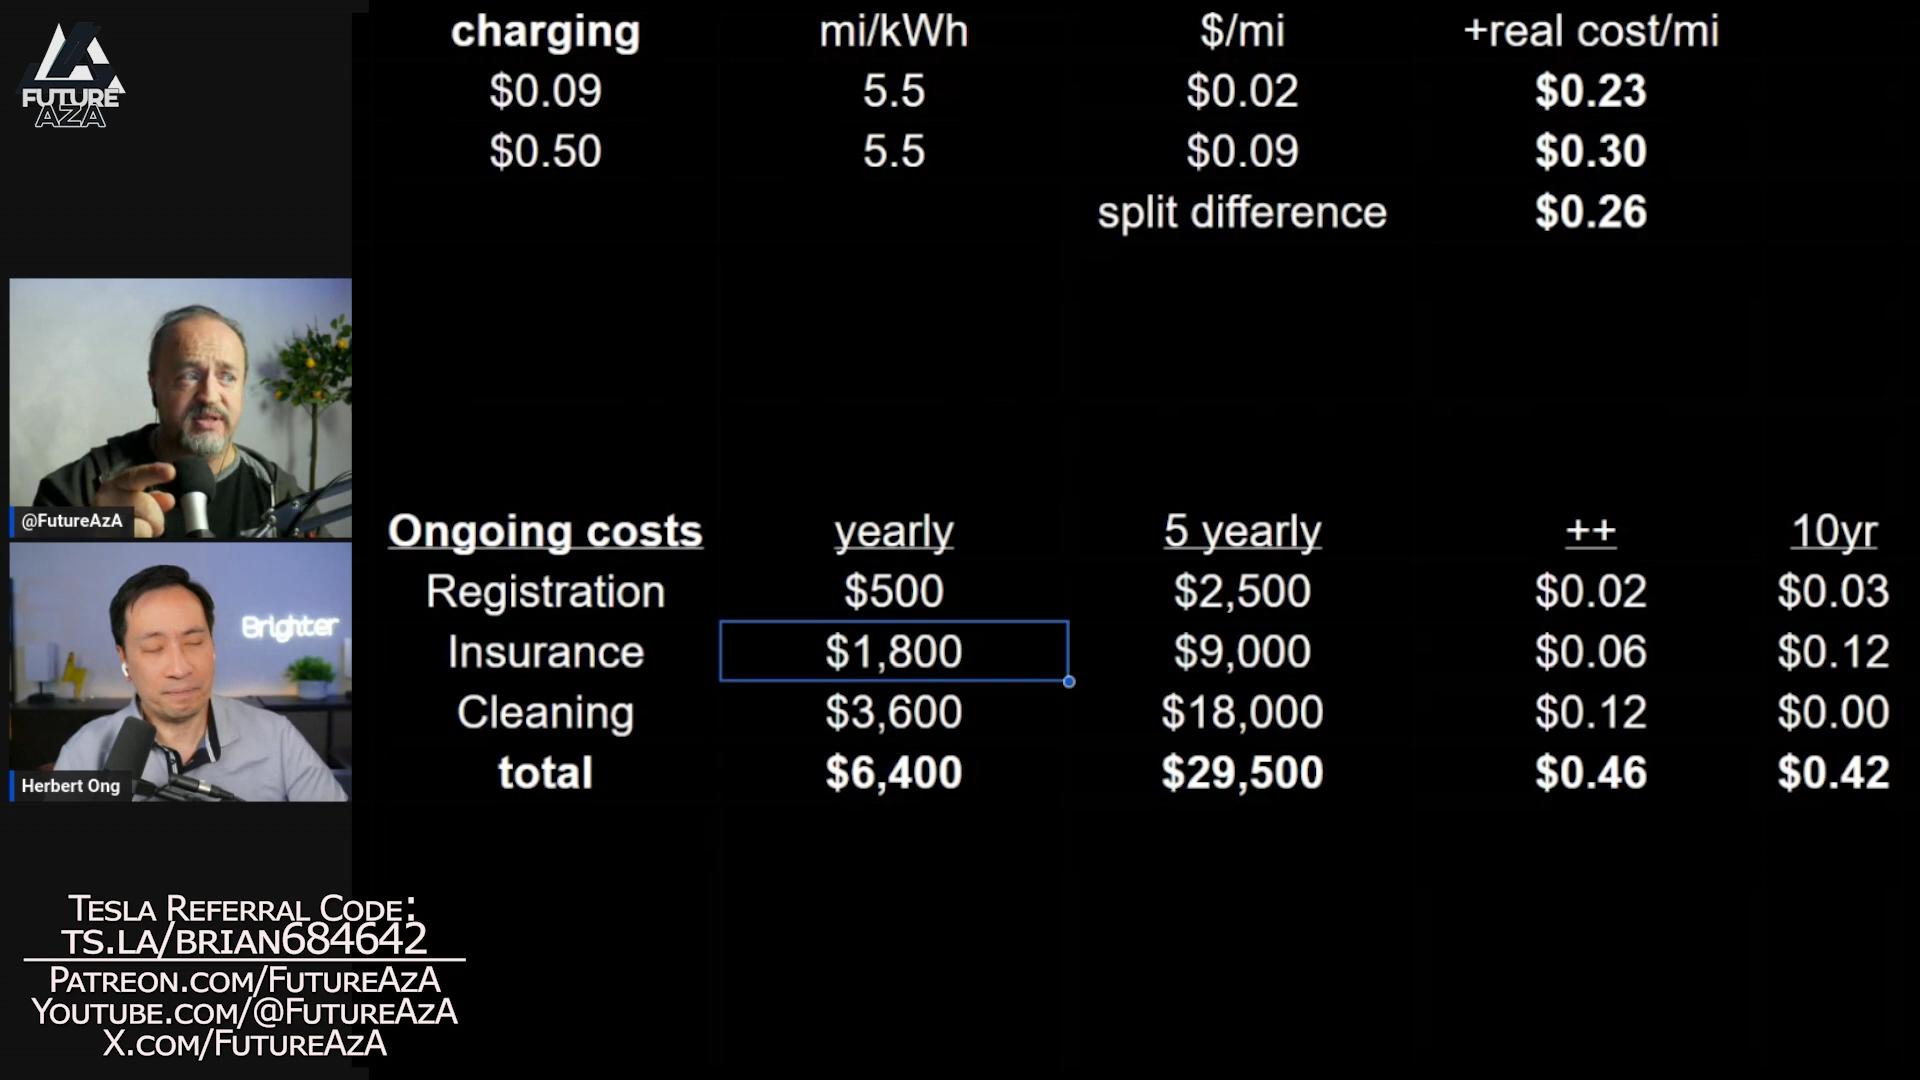 FUTURE
AZA
charging mi/kWh $/mi +real cost/mi
$0.09 5.5 $0.02 $0.23
$0.50 5.5 $0.09 $0.30
split difference $0.26
@FutureAzA
Brighter
Herbert Ong
Ongoing costs yearly 5 yearly ++ 10yr
Registration $500 $2,500 $0.02 $0.03
Insurance $1,800 $9,000 $0.06 $0.12
Cleaning $3,600 $18,000 $0.12 $0.00
total $6,400 $29,500 $0.46 $0.42
Tesla Referral Code:
ts.la/brian684642
Patreon.com/FutureAzA
Youtube.com/@FutureAzA
X.com/FutureAzA